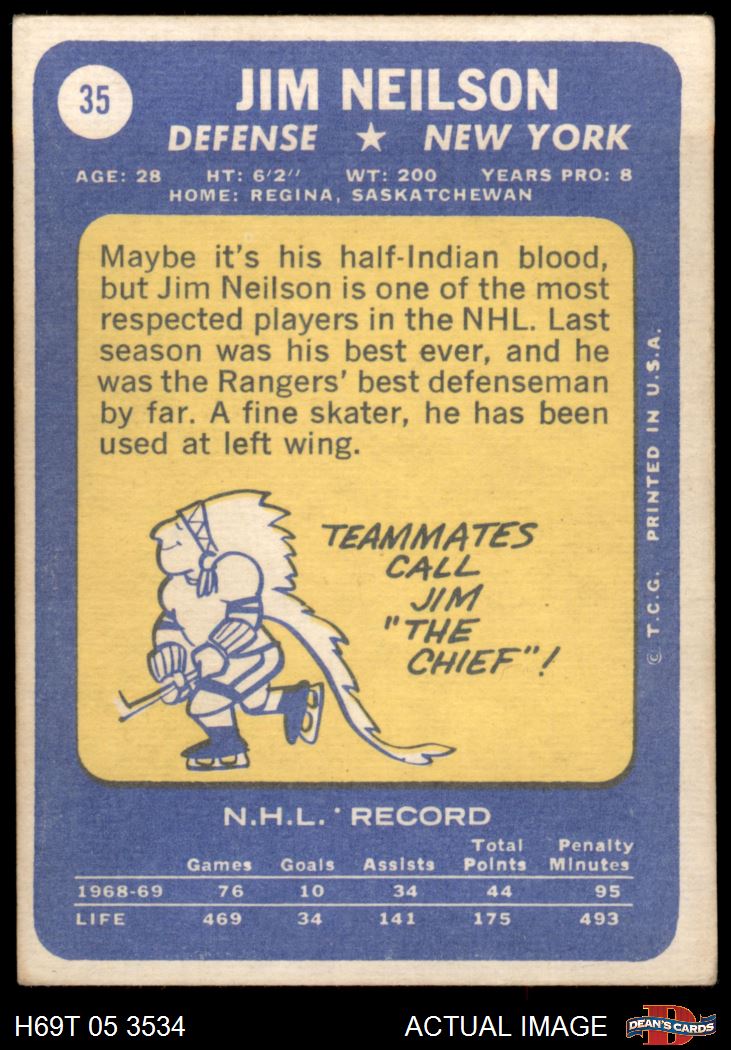 35
JIM NEILSON
DEFENSE ★ NEW YORK
AGE: 28 HT: 6'2" WT: 200 YEARS PRO: 8
HOME: REGINA, SASKATCHEWAN
Maybe it's his half-Indian blood,
but Jim Neilson is one of the most
respected players in the NHL. Last
season was his best ever, and he
was the Rangers' best defenseman
by far. A fine skater, he has been
used at left wing.
TEAMMATES
CALL
JIM
"THE
CHIEF"!
© T.C.G. PRINTED IN U.S.A.
N.H.L. RECORD
Games Goals Assists Total Points Penalty Minutes
1968-69 76 10 34 44 95
LIFE 469 34 141 175 493
H69T 05 3534 ACTUAL IMAGE
D
DEAN'S CARDS